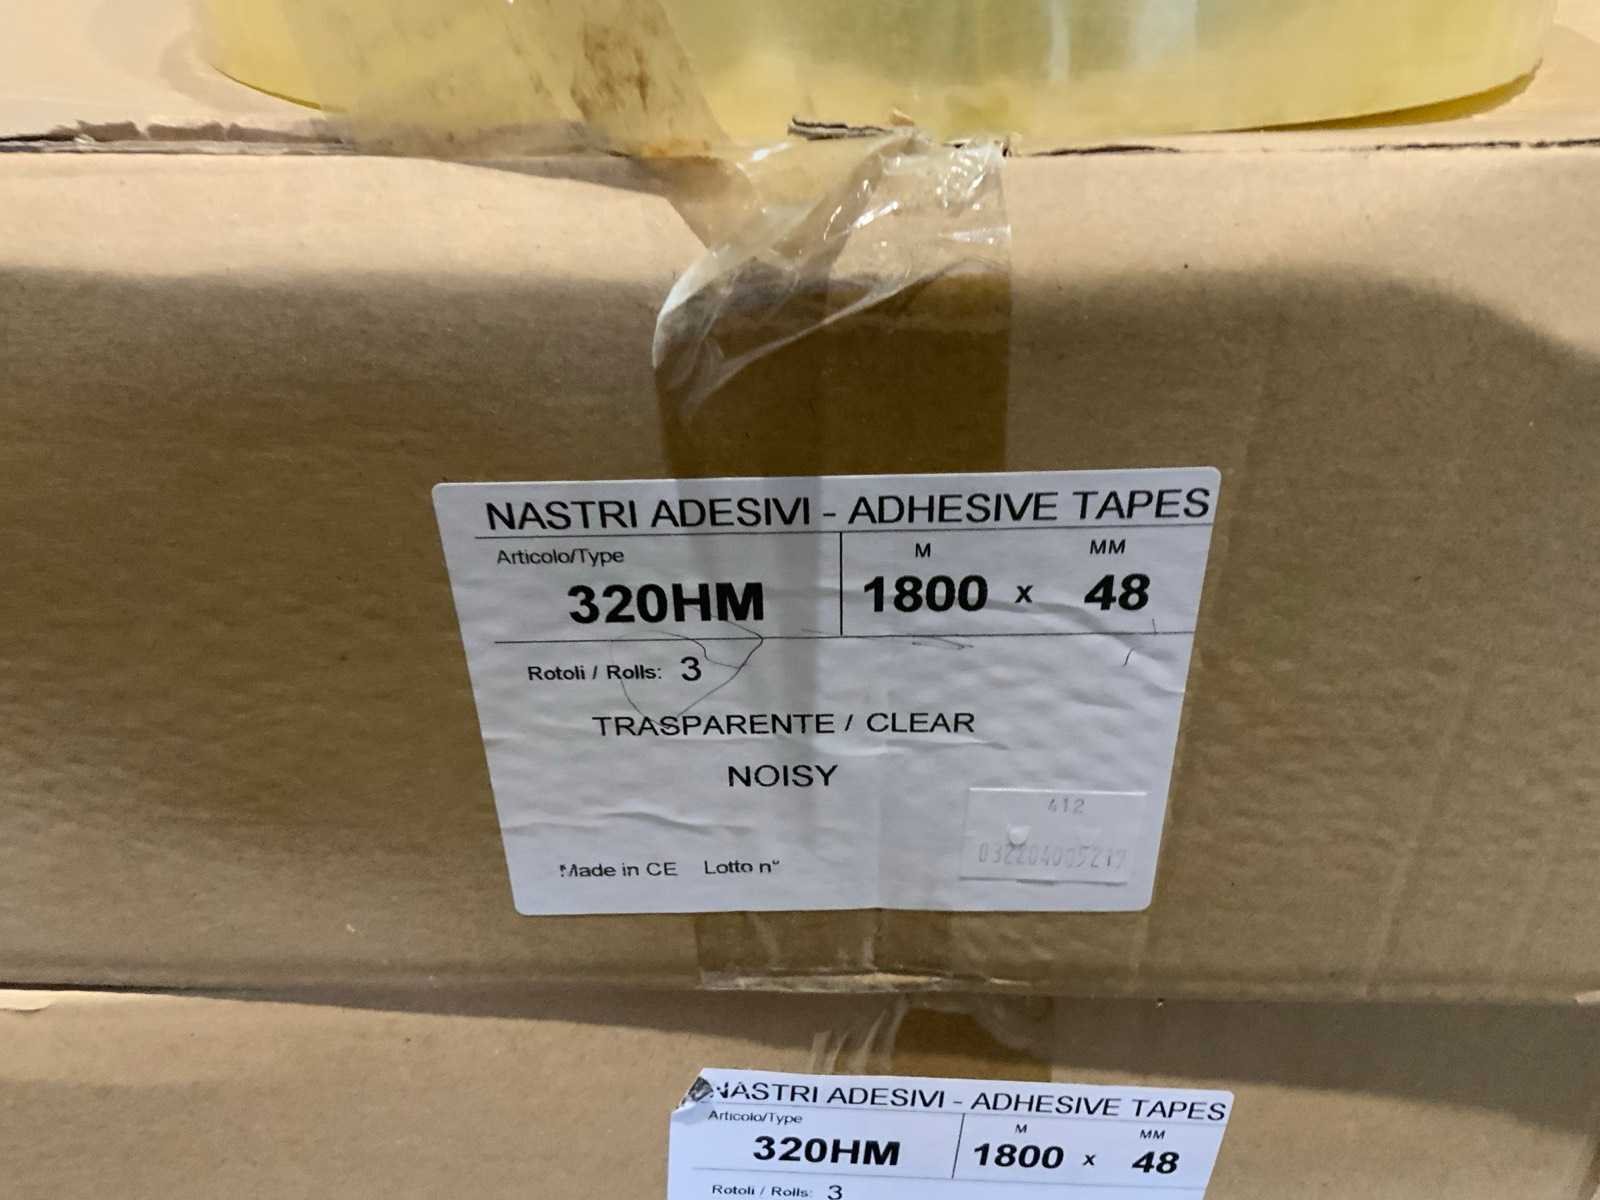 NASTRI ADESIVI - ADHESIVE TAPES
Articolo/Type
M
MM
320HM
1800 x 48
Rotoli / Rolls: 3
TRASPARENTE / CLEAR
NOISY
412
Made in CE Lotto n°
NASTRI ADESIVI - ADHESIVE TAPES
Articolo/Type
M
MM
320HM
1800 x 48
Rotoli / Rolls: 3